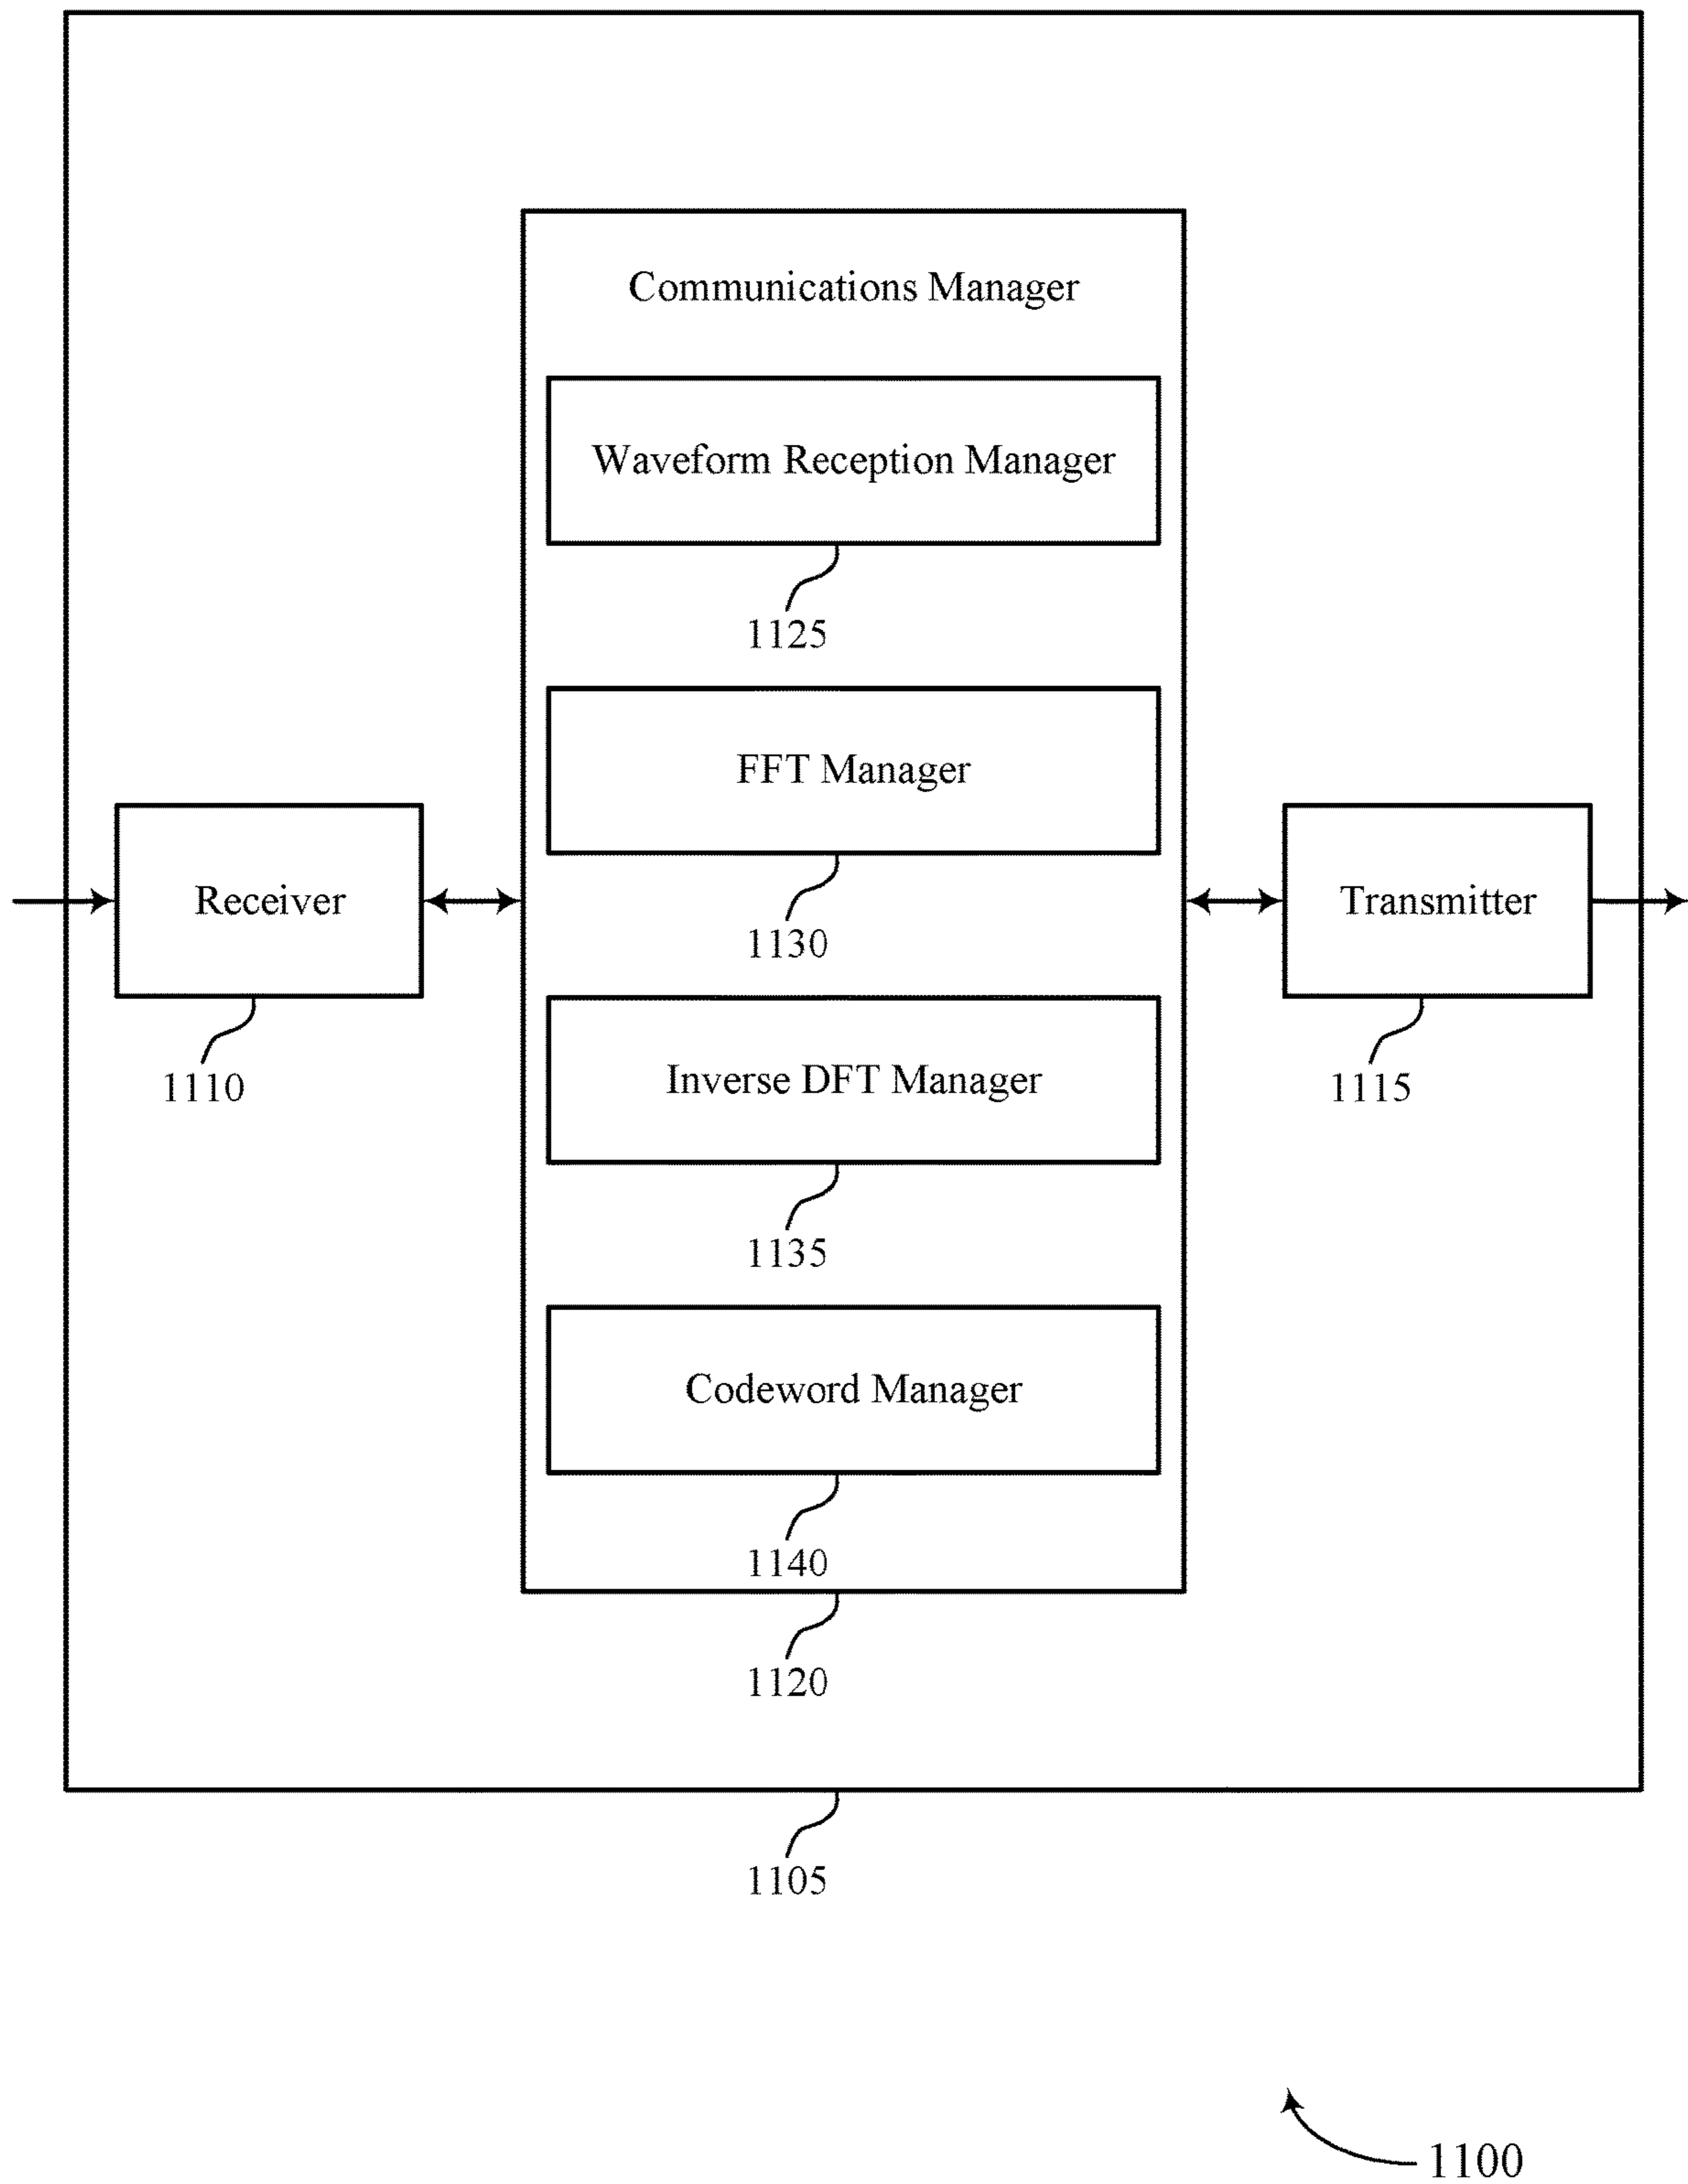 Communications Manager
Waveform Reception Manager
1125
FFT Manager
1130
Receiver
1110
Transmitter
1115
Inverse DFT Manager
1135
Codeword Manager
1140
1120
1105
1100